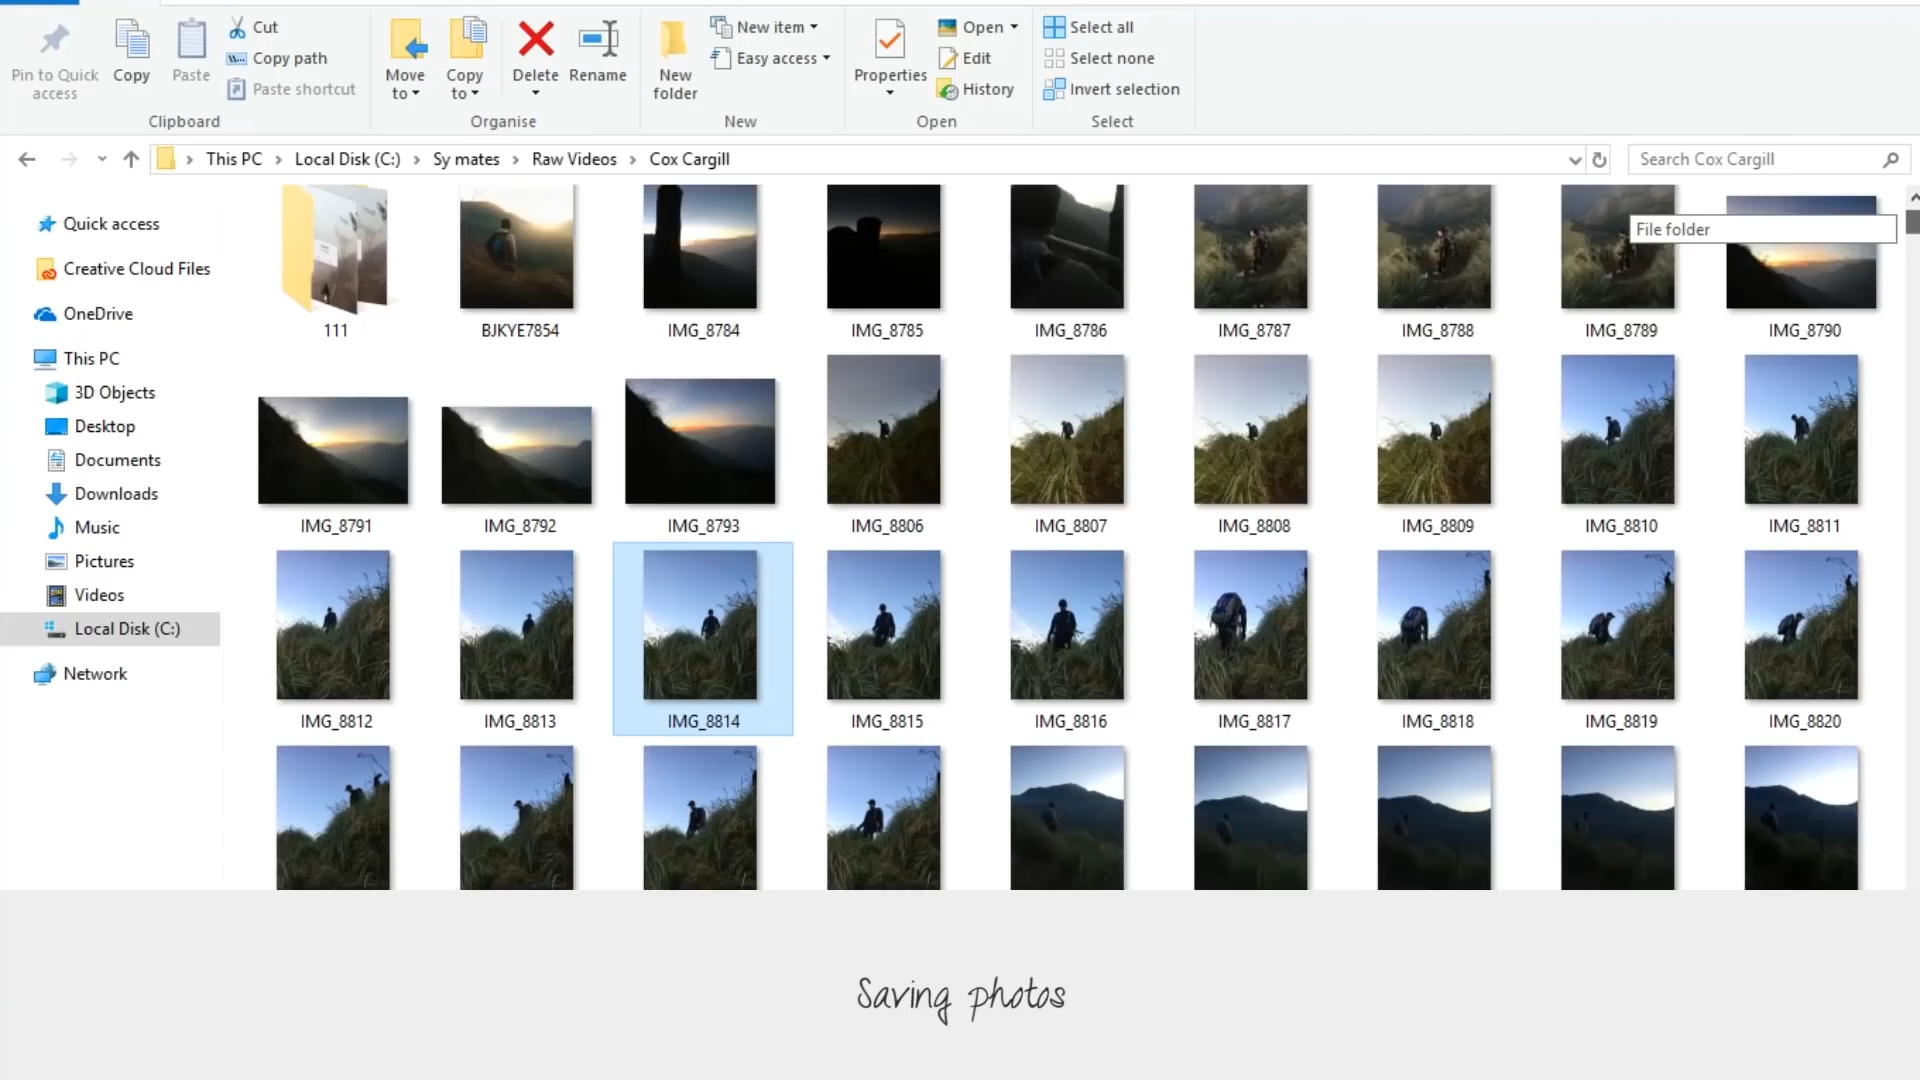 Pin to Quick
access
Copy
Paste
Cut
Copy path
Paste shortcut
Clipboard
Move
to
Copy
to
Delete
Rename
Organise
New
folder
New item
Easy access
New
Properties
Open
Edit
History
Open
Select all
Select none
Invert selection
Select
This PC > Local Disk (C:) > Sy mates > Raw Videos > Cox Cargill
Search Cox Cargill
Quick access
Creative Cloud Files
OneDrive
This PC
3D Objects
Desktop
Documents
Downloads
Music
Pictures
Videos
Local Disk (C:)
Network
File folder
111 BJKYE7854 IMG_8784 IMG_8785 IMG_8786 IMG_8787 IMG_8788 IMG_8789 IMG_8790
IMG_8791 IMG_8792 IMG_8793 IMG_8806 IMG_8807 IMG_8808 IMG_8809 IMG_8810 IMG_8811
IMG_8812 IMG_8813 IMG_8814 IMG_8815 IMG_8816 IMG_8817 IMG_8818 IMG_8819 IMG_8820
Saving photos